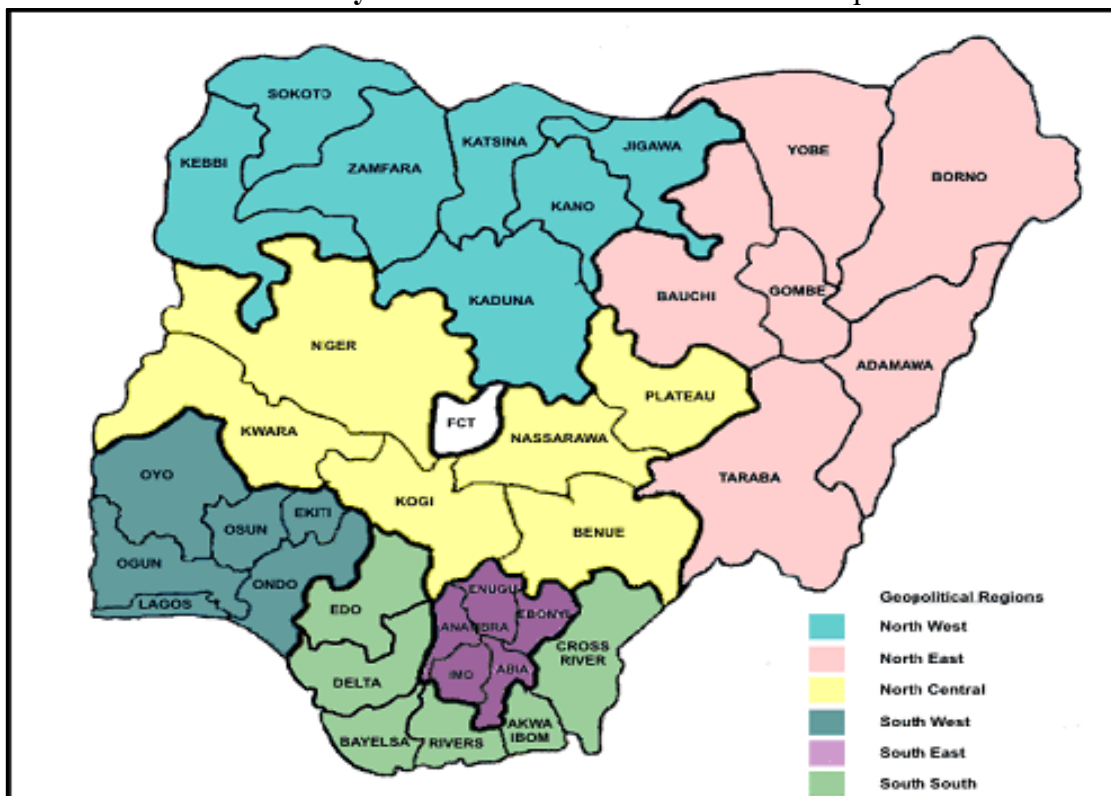 SOKOTO
KATSINA
JIGAWA
YOBE
KEBBI
ZAMFARA
BORNO
KANO
KADUNA
BAUCHI
GOMBE
NIGER
ADAMAWA
PLATEAU
FCT
KWARA
NASSARAWA
OYO
TARABA
KOGI
EKITI
OSUN
BENUE
OGUN
ONDO
LAGOS
EDO
ENUGU
EBONYI
ANAMBRA
CROSS
RIVER
IMO
ABIA
DELTA
AKWA
IBOM
BAYELSA
RIVERS
Geopolitical Regions
North West
North East
North Central
South West
South East
South South